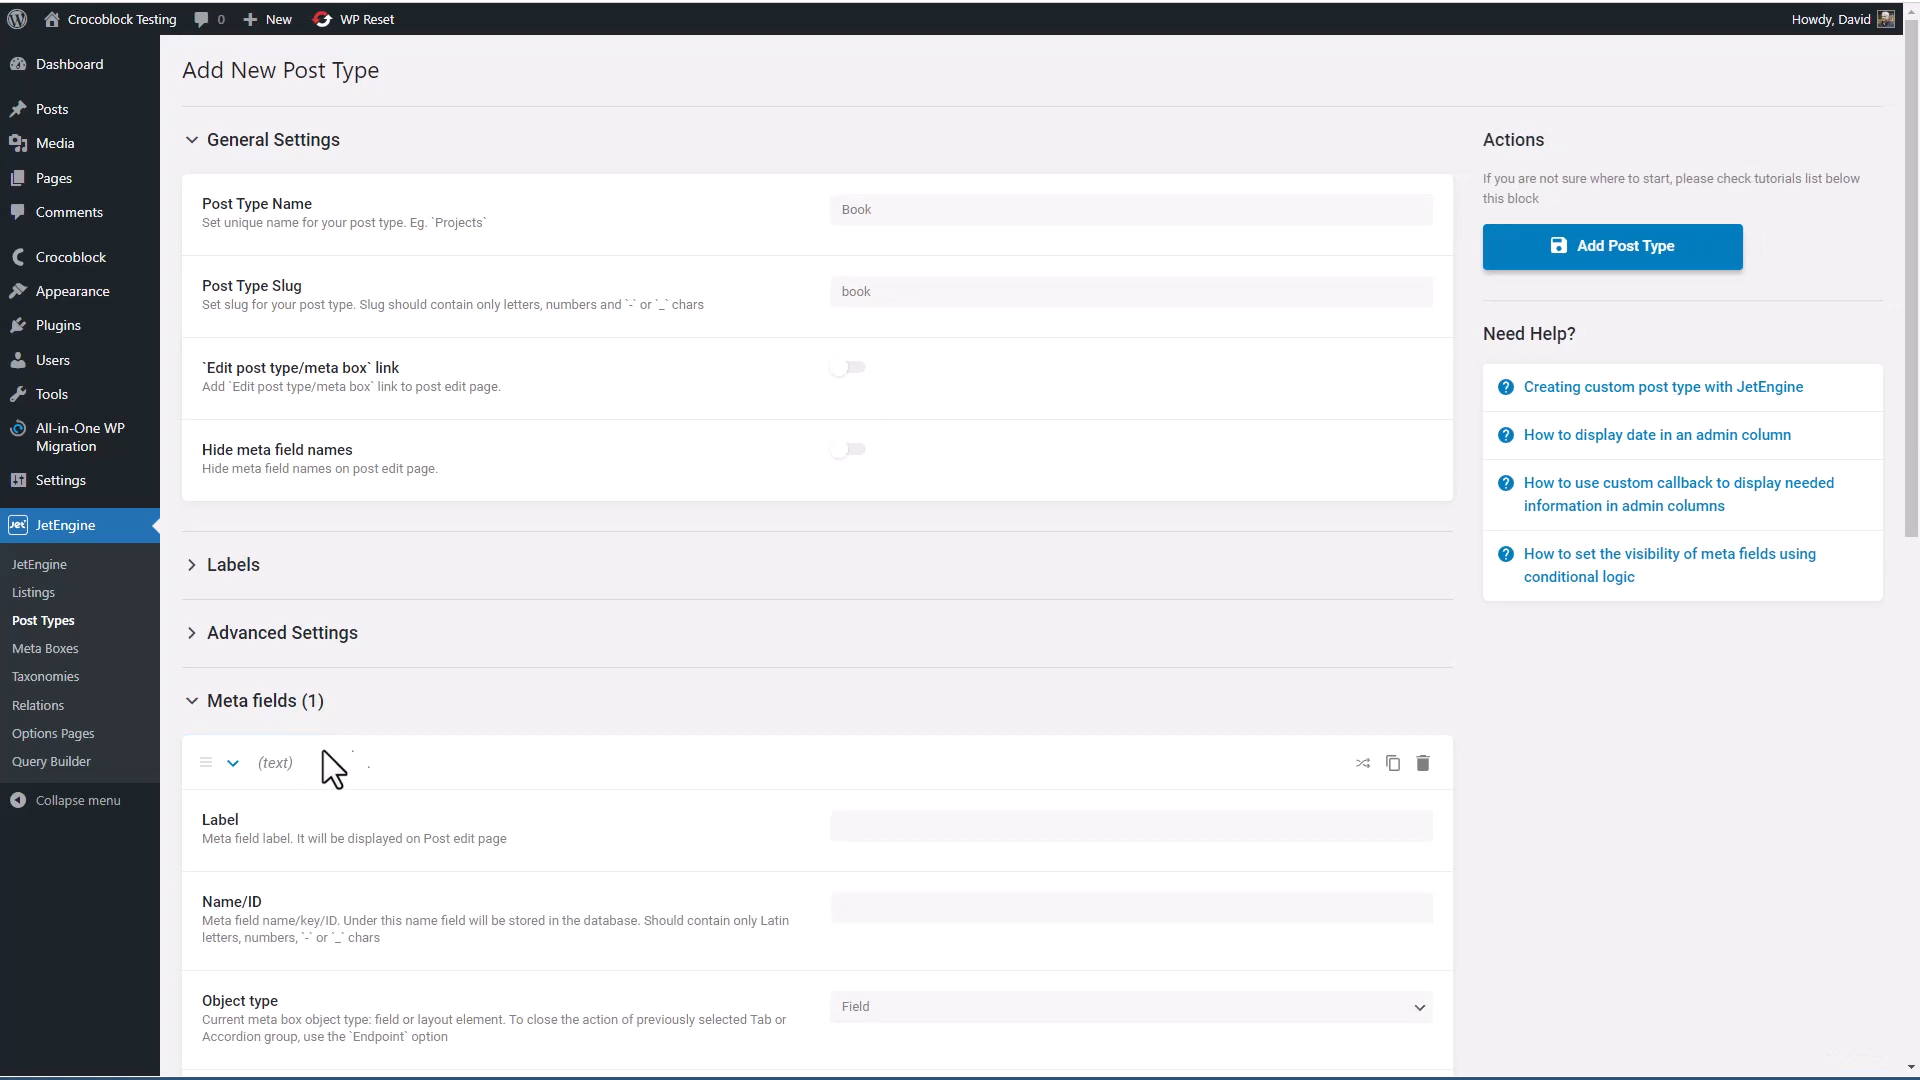 Crocoblock Testing
0
New
WP Reset
Howdy, David
Dashboard
Posts
Media
Pages
Comments
Crocoblock
Appearance
Plugins
Users
Tools
All-in-One WP
Migration
Settings
Jet JetEngine
JetEngine
Listings
Post Types
Meta Boxes
Taxonomies
Relations
Options Pages
Query Builder
Collapse menu
Add New Post Type
General Settings
Post Type Name
Set unique name for your post type. Eg. `Projects`
Book
Post Type Slug
Set slug for your post type. Slug should contain only letters, numbers and `-` or `_` chars
book
`Edit post type/meta box` link
Add `Edit post type/meta box` link to post edit page.
Hide meta field names
Hide meta field names on post edit page.
Labels
Advanced Settings
Meta fields (1)
(text)
Label
Meta field label. It will be displayed on Post edit page
Name/ID
Meta field name/key/ID. Under this name field will be stored in the database. Should contain only Latin
letters, numbers, `-` or `_` chars
Object type
Current meta box object type: field or layout element. To close the action of previously selected Tab or
Accordion group, use the `Endpoint` option
Field
Actions
If you are not sure where to start, please check tutorials list below
this block
Add Post Type
Need Help?
Creating custom post type with JetEngine
How to display date in an admin column
How to use custom callback to display needed
information in admin columns
How to set the visibility of meta fields using
conditional logic